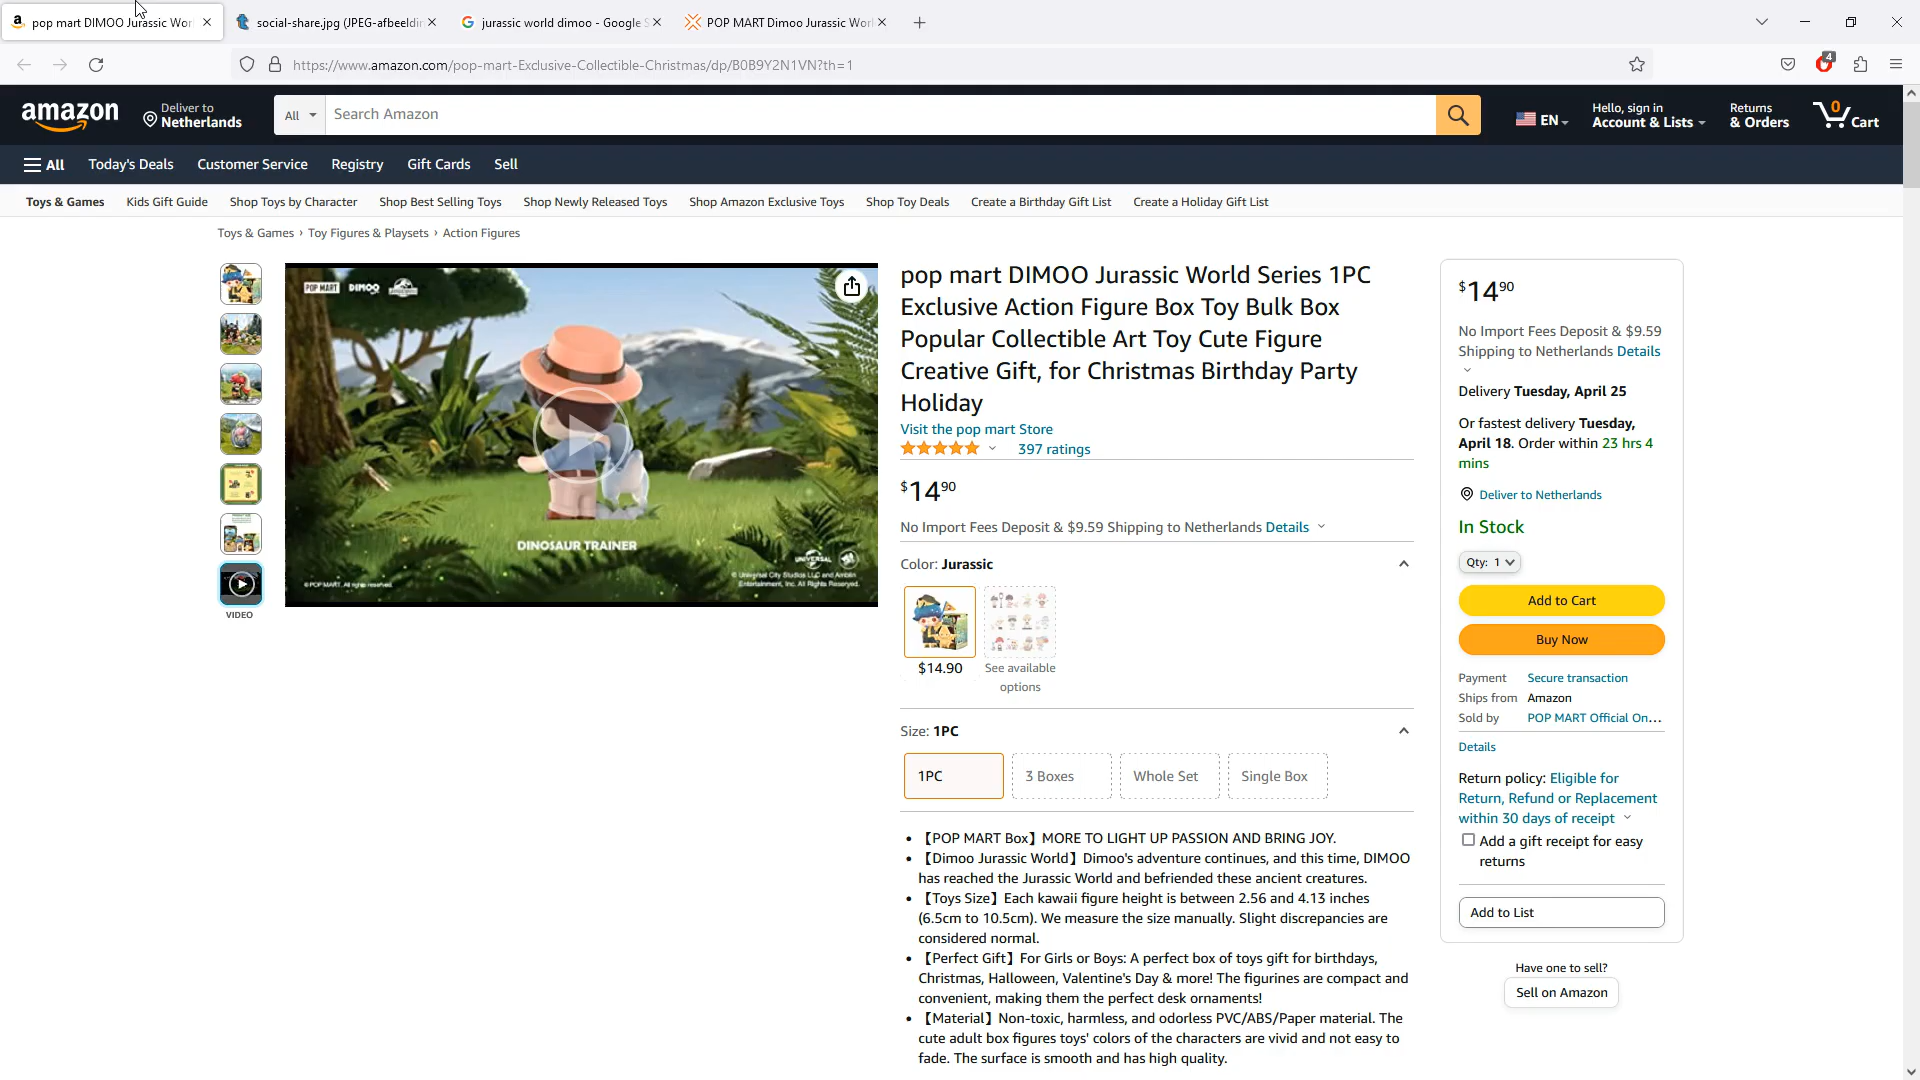 pop mart DIMOO Jurassic Wor
social-share.jpg (JPEG-afbeeldin
jurassic world dimoo - Google S
POP MART Dimoo Jurassic Worl
https://www.amazon.com/pop-mart-Exclusive-Collectible-Christmas/dp/B0B9Y2N1VN?th=1
4
amazon
Deliver to
Netherlands
All
Search Amazon
EN
Hello, sign in
Account & Lists
Returns
& Orders
0
Cart
All
Today's Deals
Customer Service
Registry
Gift Cards
Sell
Toys & Games
Kids Gift Guide
Shop Toys by Character
Shop Best Selling Toys
Shop Newly Released Toys
Shop Amazon Exclusive Toys
Shop Toy Deals
Create a Birthday Gift List
Create a Holiday Gift List
Toys & Games › Toy Figures & Playsets › Action Figures
POP MART
DIMOO
DINOSAUR TRAINER
UNIVERSAL
© POP MART. All rights reserved.
© Universal City Studios LLC and Amblin
Entertainment, Inc. All Rights Reserved.
VIDEO
pop mart DIMOO Jurassic World Series 1PC
Exclusive Action Figure Box Toy Bulk Box
Popular Collectible Art Toy Cute Figure
Creative Gift, for Christmas Birthday Party
Holiday
Visit the pop mart Store
397 ratings
$14.90
No Import Fees Deposit & $9.59 Shipping to Netherlands Details
Color: Jurassic
$14.90
See available
options
Size: 1PC
1PC
3 Boxes
Whole Set
Single Box
• 【POP MART Box】MORE TO LIGHT UP PASSION AND BRING JOY.
• 【Dimoo Jurassic World】Dimoo's adventure continues, and this time, DIMOO
has reached the Jurassic World and befriended these ancient creatures.
• 【Toys Size】Each kawaii figure height is between 2.56 and 4.13 inches
(6.5cm to 10.5cm). We measure the size manually. Slight discrepancies are
considered normal.
• 【Perfect Gift】For Girls or Boys: A perfect box of toys gift for birthdays,
Christmas, Halloween, Valentine's Day & more! The figurines are compact and
convenient, making them the perfect desk ornaments!
• 【Material】Non-toxic, harmless, and odorless PVC/ABS/Paper material. The
cute adult box figures toys' colors of the characters are vivid and not easy to
fade. The surface is smooth and has high quality.
$14.90
No Import Fees Deposit & $9.59
Shipping to Netherlands Details
Delivery Tuesday, April 25
Or fastest delivery Tuesday,
April 18. Order within 23 hrs 4
mins
Deliver to Netherlands
In Stock
Qty: 1
Add to Cart
Buy Now
Payment Secure transaction
Ships from Amazon
Sold by POP MART Official On...
Details
Return policy: Eligible for
Return, Refund or Replacement
within 30 days of receipt
Add a gift receipt for easy
returns
Add to List
Have one to sell?
Sell on Amazon